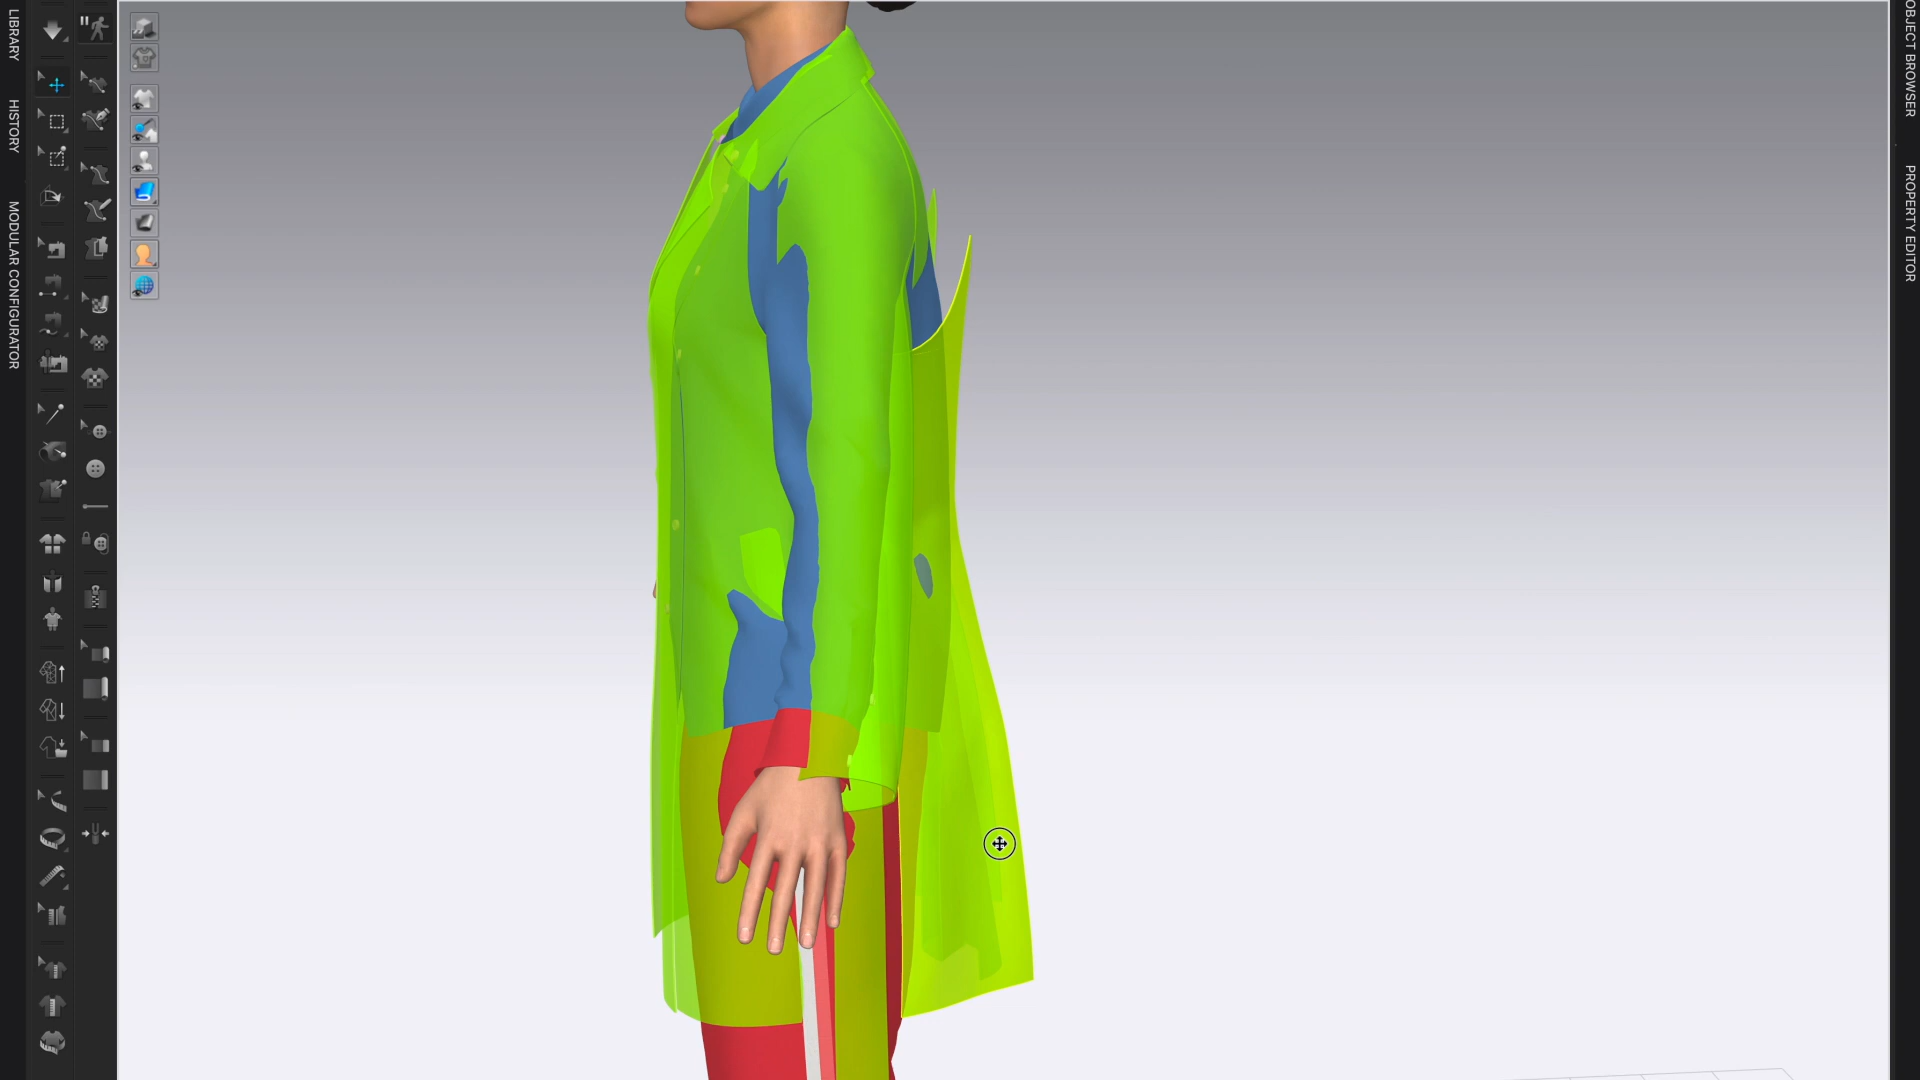 LIBRARY
HISTORY
MODULAR CONFIGURATOR
OBJECT BROWSER
PROPERTY EDITOR